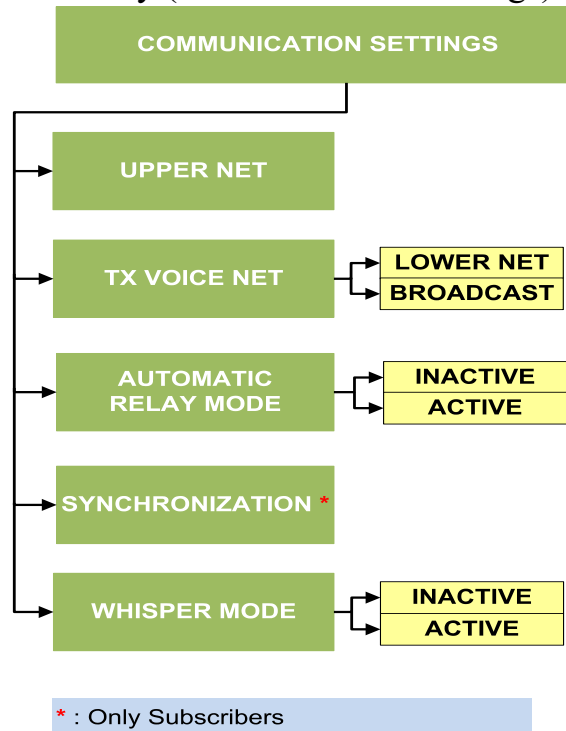 COMMUNICATION SETTINGS
UPPER NET
TX VOICE NET
LOWER NET
BROADCAST
AUTOMATIC
RELAY MODE
INACTIVE
ACTIVE
SYNCHRONIZATION *
WHISPER MODE
INACTIVE
ACTIVE
* : Only Subscribers